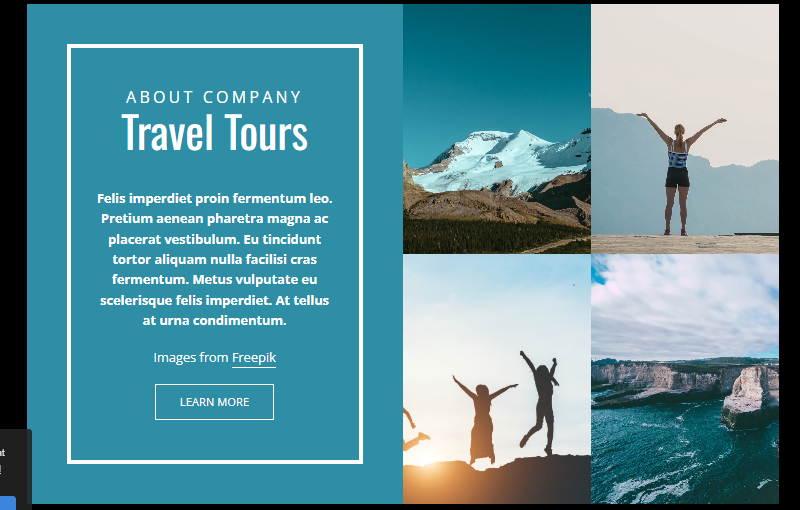 ABOUT COMPANY
Travel Tours
Felis imperdiet proin fermentum leo.
Pretium aenean pharetra magna ac
placerat vestibulum. Eu tincidunt
tortor aliquam nulla facilisi cras
fermentum. Metus vulputate eu
scelerisque felis imperdiet. At tellus
at urna condimentum.
Images from Freepik
LEARN MORE